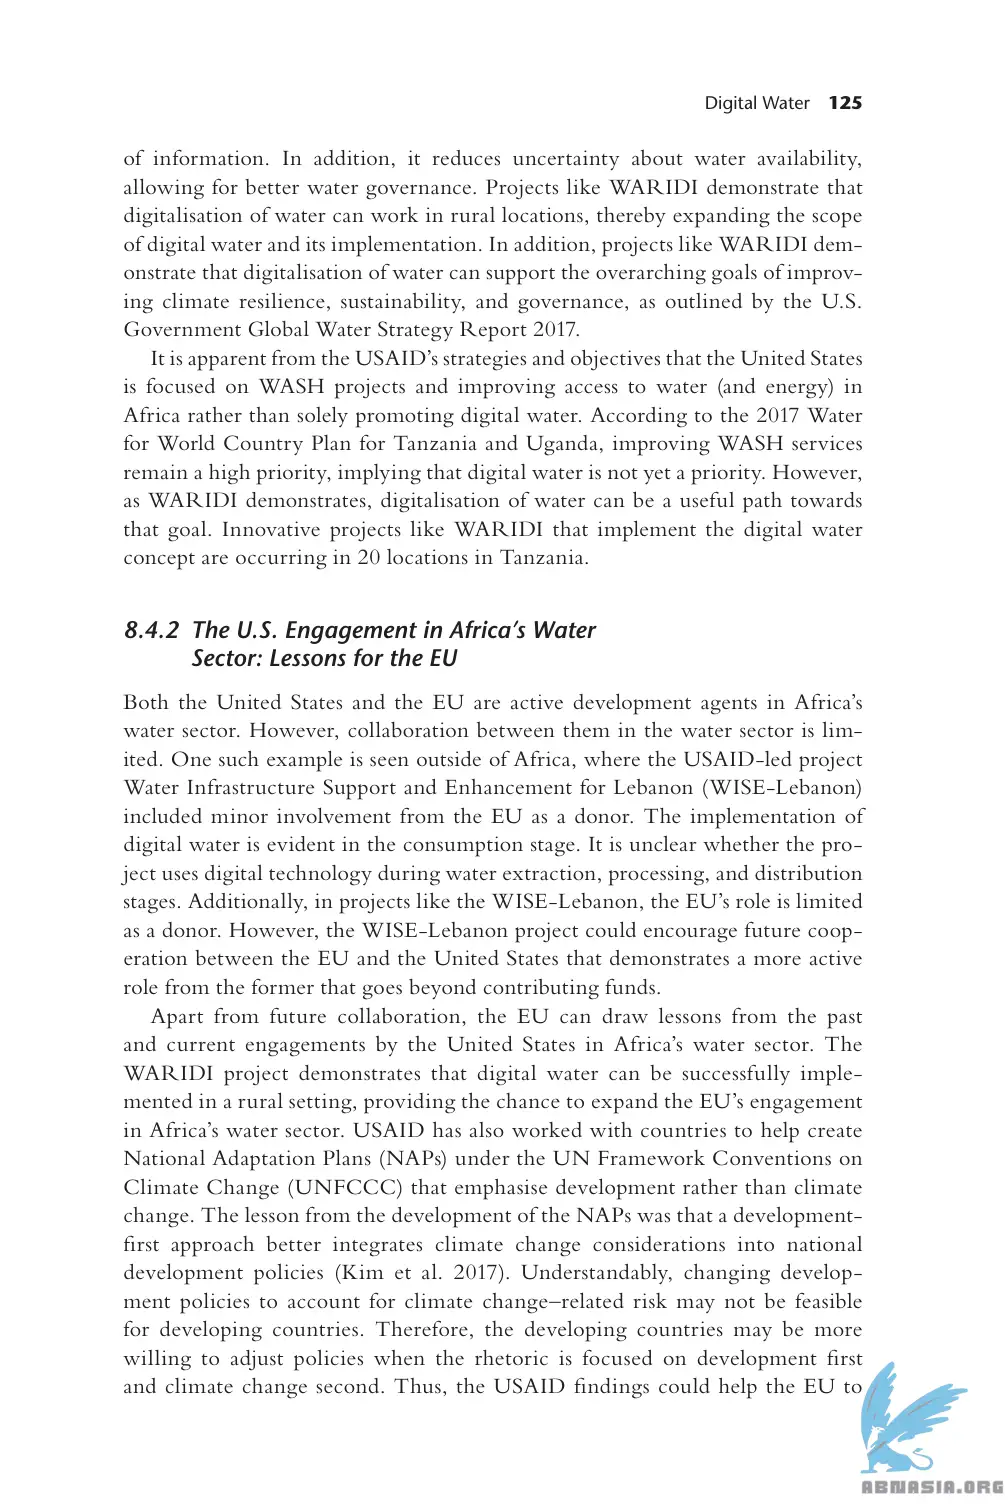 Digital Water 125
of information. In addition, it reduces uncertainty about water availability,
allowing for better water governance. Projects like WARIDI demonstrate that
digitalisation of water can work in rural locations, thereby expanding the scope
of digital water and its implementation. In addition, projects like WARIDI dem-
onstrate that digitalisation of water can support the overarching goals of improv-
ing climate resilience, sustainability, and governance, as outlined by the U.S.
Government Global Water Strategy Report 2017.
It is apparent from the USAID’s strategies and objectives that the United States
is focused on WASH projects and improving access to water (and energy) in
Africa rather than solely promoting digital water. According to the 2017 Water
for World Country Plan for Tanzania and Uganda, improving WASH services
remain a high priority, implying that digital water is not yet a priority. However,
as WARIDI demonstrates, digitalisation of water can be a useful path towards
that goal. Innovative projects like WARIDI that implement the digital water
concept are occurring in 20 locations in Tanzania.
8.4.2 The U.S. Engagement in Africa’s Water
Sector: Lessons for the EU
Both the United States and the EU are active development agents in Africa’s
water sector. However, collaboration between them in the water sector is lim-
ited. One such example is seen outside of Africa, where the USAID-led project
Water Infrastructure Support and Enhancement for Lebanon (WISE-Lebanon)
included minor involvement from the EU as a donor. The implementation of
digital water is evident in the consumption stage. It is unclear whether the pro-
ject uses digital technology during water extraction, processing, and distribution
stages. Additionally, in projects like the WISE-Lebanon, the EU’s role is limited
as a donor. However, the WISE-Lebanon project could encourage future coop-
eration between the EU and the United States that demonstrates a more active
role from the former that goes beyond contributing funds.
Apart from future collaboration, the EU can draw lessons from the past
and current engagements by the United States in Africa’s water sector. The
WARIDI project demonstrates that digital water can be successfully imple-
mented in a rural setting, providing the chance to expand the EU’s engagement
in Africa’s water sector. USAID has also worked with countries to help create
National Adaptation Plans (NAPs) under the UN Framework Conventions on
Climate Change (UNFCCC) that emphasise development rather than climate
change. The lesson from the development of the NAPs was that a development-
first approach better integrates climate change considerations into national
development policies (Kim et al. 2017). Understandably, changing develop-
ment policies to account for climate change–related risk may not be feasible
for developing countries. Therefore, the developing countries may be more
willing to adjust policies when the rhetoric is focused on development first
and climate change second. Thus, the USAID findings could help the EU to
ABNASIA.ORG